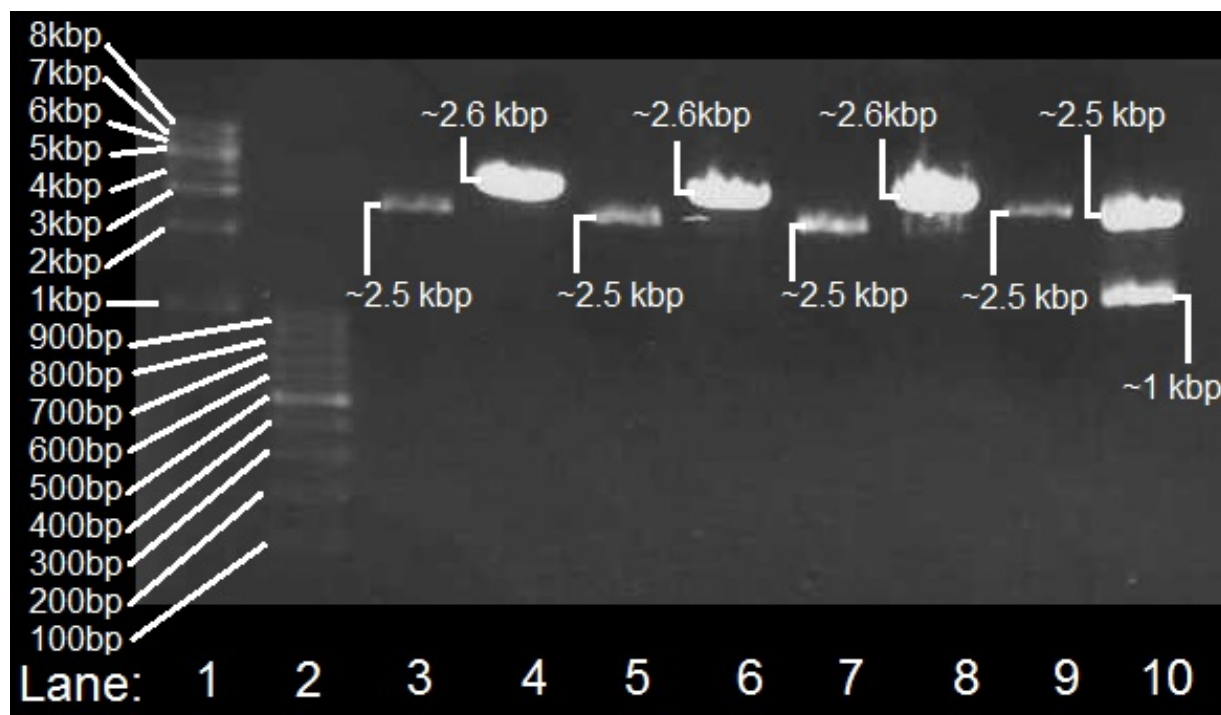 8kbp
7kbp
6kbp
5kbp
4kbp
3kbp
2kbp
1kbp
900bp
800bp
700bp
600bp
500bp
400bp
300bp
200bp
100bp
~2.6 kbp
~2.6kbp
~2.6kbp
~2.5 kbp
~2.5 kbp
~2.5 kbp
~2.5 kbp
~2.5 kbp
~1 kbp
Lane: 1 2 3 4 5 6 7 8 9 10